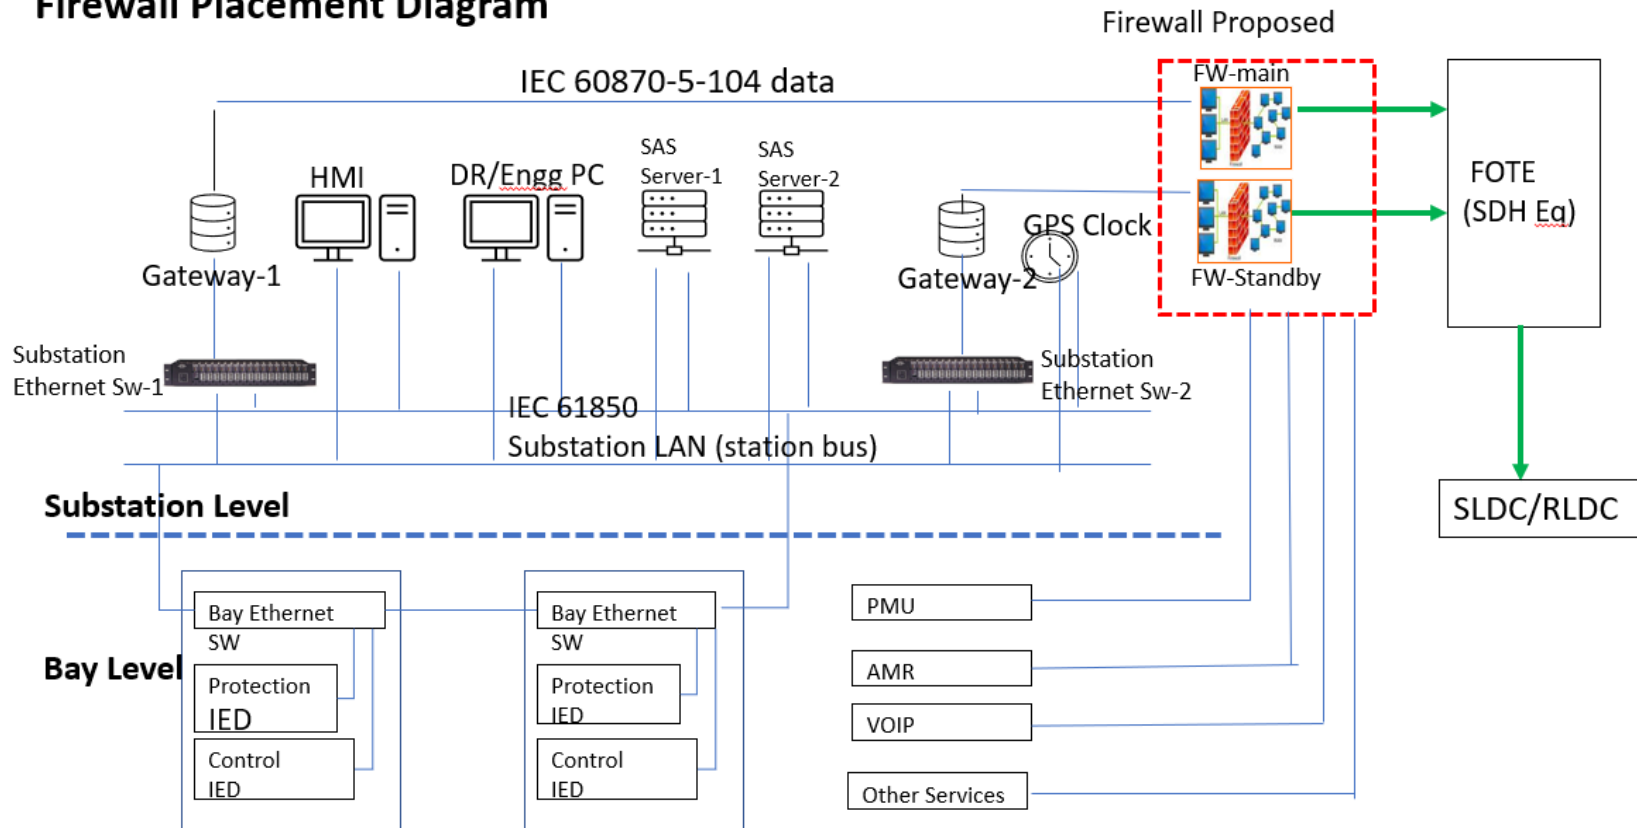 Firewall Placement Diagram
Firewall Proposed
IEC 60870-5-104 data
FW-main
SAS
Server-1
SAS
Server-2
HMI
DR/Engg PC
FOTE
(SDH Eq)
GPS Clock
Gateway-1
Gateway-2
FW-Standby
Substation
Ethernet Sw-1
Substation
Ethernet Sw-2
IEC 61850
Substation LAN (station bus)
Substation Level
SLDC/RLDC
Bay Level
Bay Ethernet
SW
Protection
IED
Control
IED
Bay Ethernet
SW
Protection
IED
Control
IED
PMU
AMR
VOIP
Other Services